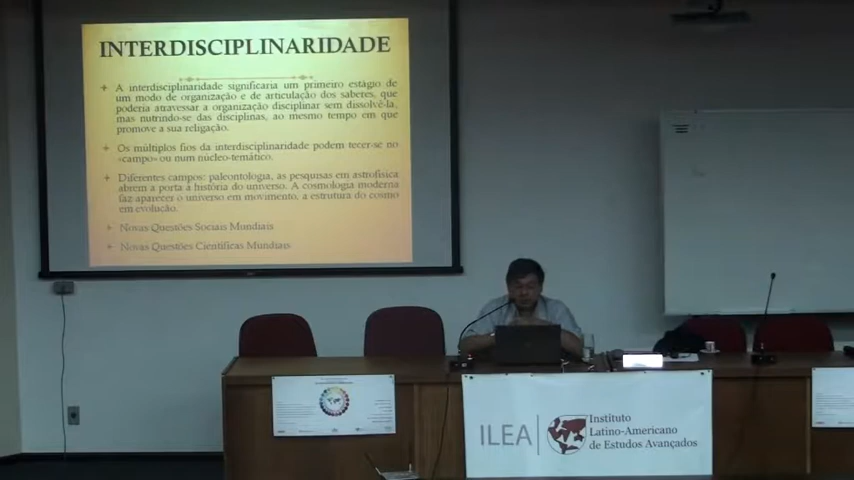 INTERDISCIPLINARIDADE
A interdisciplinaridade significaria um primeiro estágio de
um modo de organização e de articulação dos saberes, que
poderia atravessar a organização disciplinar sem dissolvê-la,
mas nutrindo-se das disciplinas, ao mesmo tempo em que
promove a sua religação.
Os múltiplos fios da interdisciplinaridade podem tecer-se no
«campo» ou num núcleo-temático.
Diferentes campos: paleontologia, as pesquisas em astrofísica
abrem a porta à história do universo. A cosmologia moderna
faz aparecer o universo em movimento, a estrutura do cosmo
em evolução.
Novas Questões Sociais Mundiais
Novas Questões Científicas Mundiais
ILEA
Instituto
Latino-Americano
de Estudos Avançados